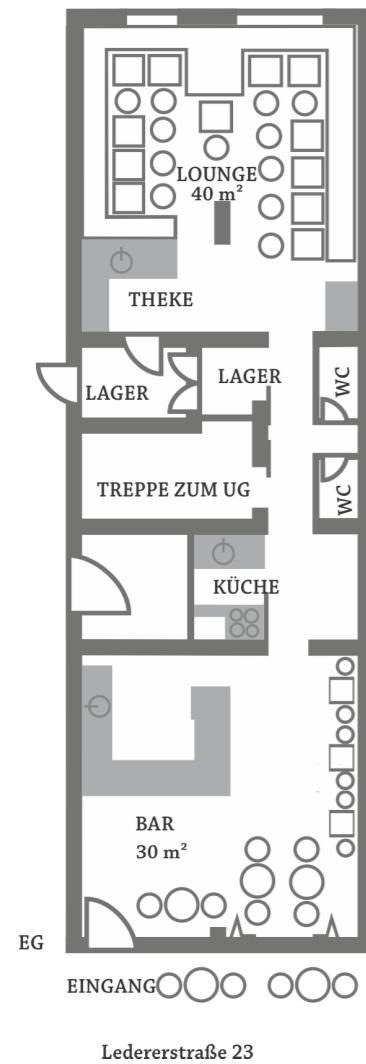 LOUNGE
40 m²
THEKE
LAGER
LAGER
WC
TREPPE ZUM UG
WC
KÜCHE
BAR
30 m²
EG
EINGANG
Ledererstraße 23